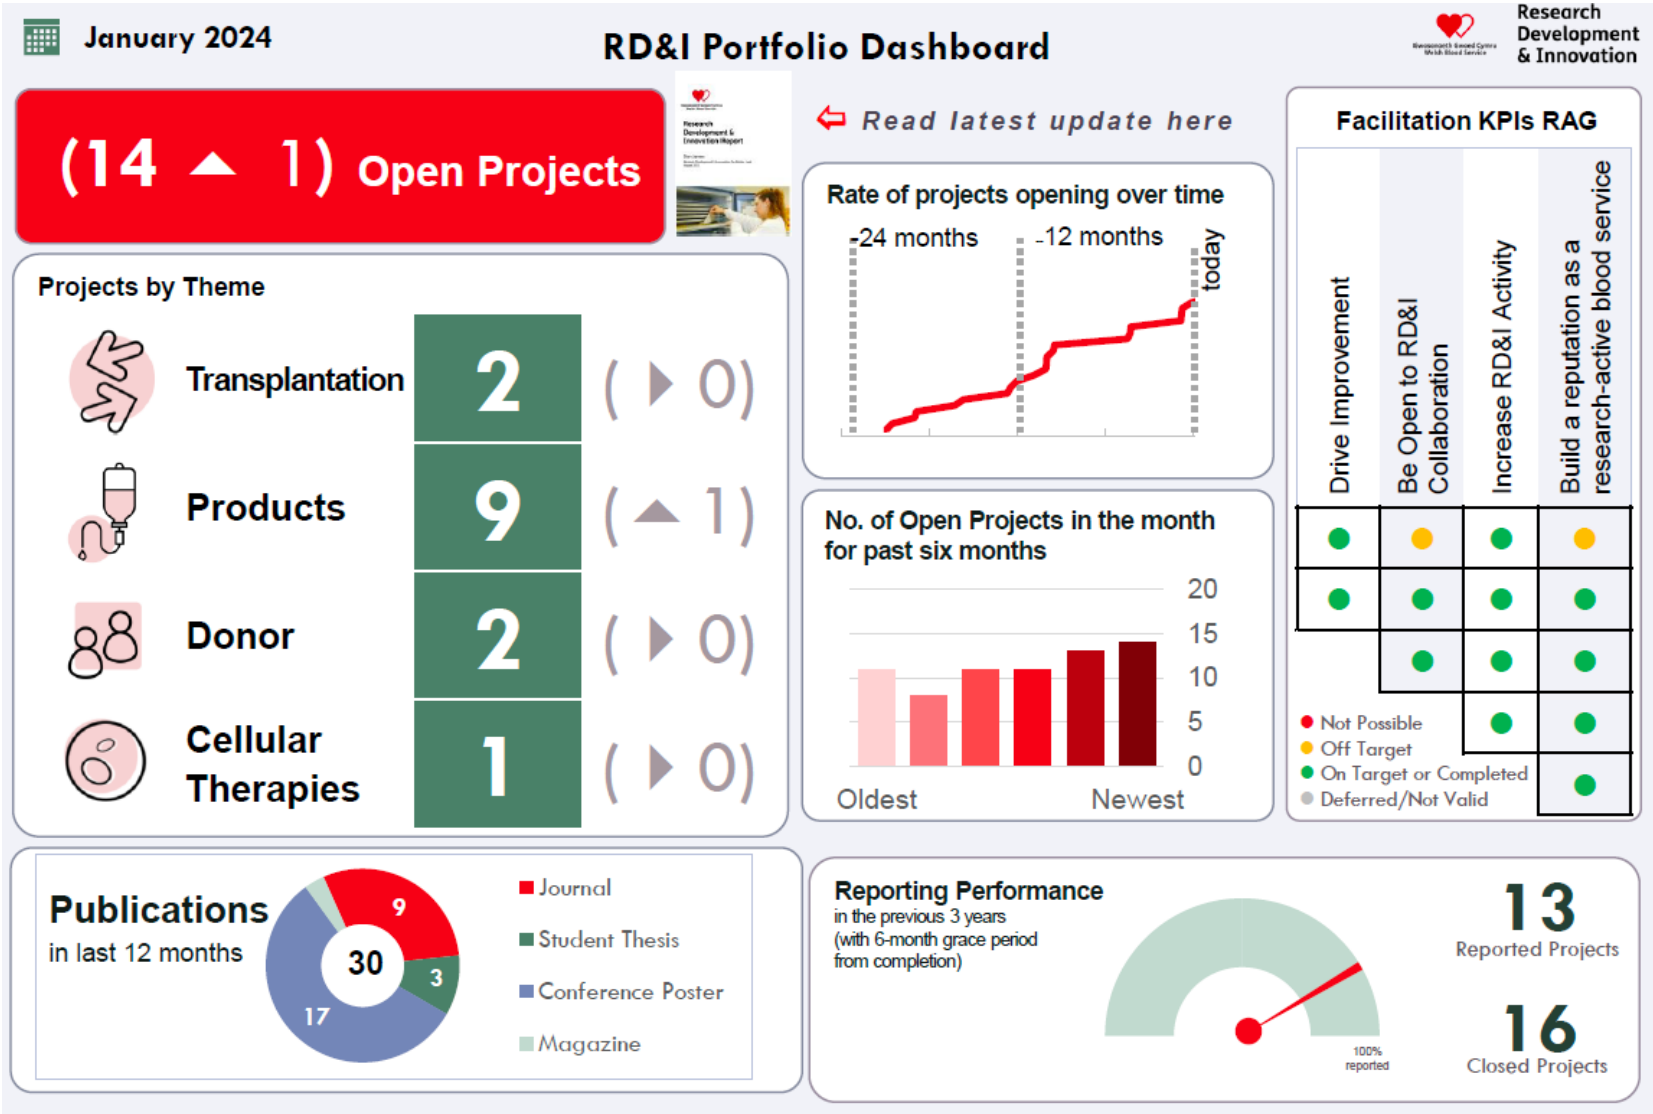 January 2024
RD&I Portfolio Dashboard
Research
Development
& Innovation
(14 ▲ 1) Open Projects
Research
Development &
Innovation Report
Read latest update here
Projects by Theme
Transplantation 2 (▶ 0)
Products 9 (▲ 1)
Donor 2 (▶ 0)
Cellular
Therapies 1 (▶ 0)
Rate of projects opening over time
-24 months
-12 months
today
No. of Open Projects in the month
for past six months
20
15
10
5
0
Oldest
Newest
Facilitation KPIs RAG
Drive Improvement
Be Open to RD&I
Collaboration
Increase RD&I Activity
Build a reputation as a
research-active blood service
Not Possible
Off Target
On Target or Completed
Deferred/Not Valid
Publications
in last 12 months
9
3
17
30
Journal
Student Thesis
Conference Poster
Magazine
Reporting Performance
in the previous 3 years
(with 6-month grace period
from completion)
100%
reported
13
Reported Projects
16
Closed Projects